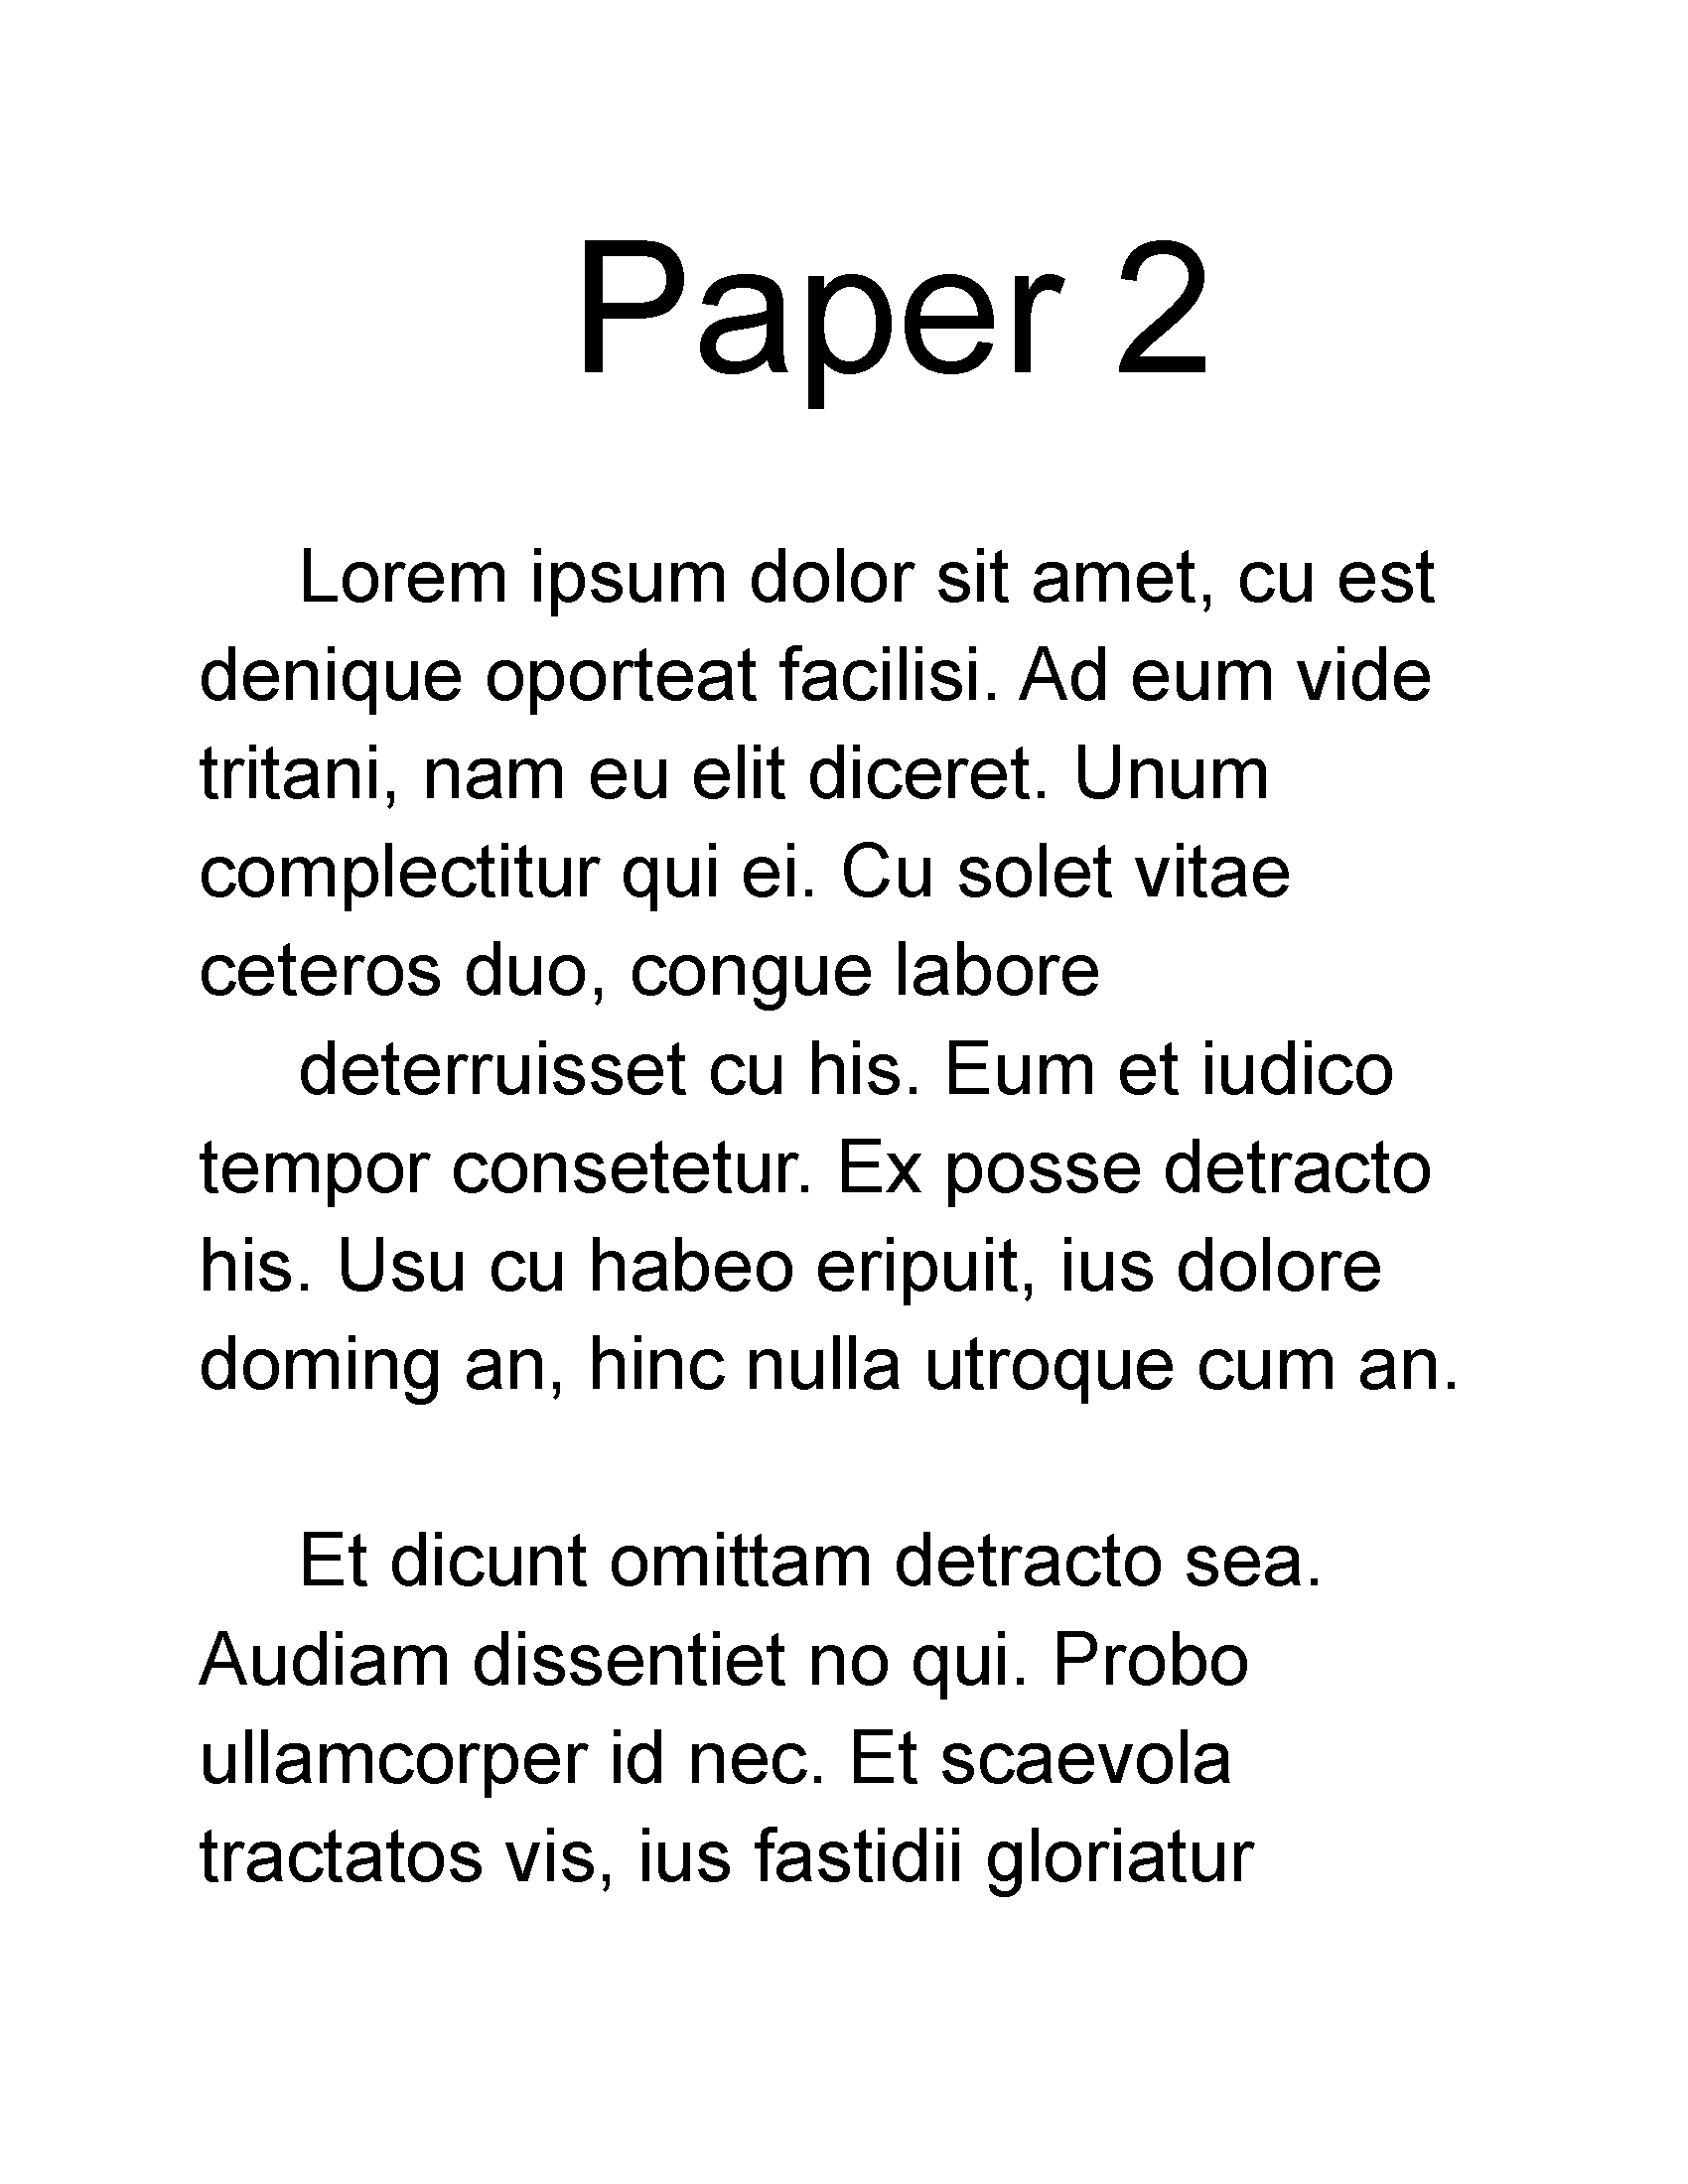 Paper 2
Lorem ipsum dolor sit amet, cu est
denique oporteat facilisi. Ad eum vide
tritani, nam eu elit diceret. Unum
complectitur qui ei. Cu solet vitae
ceteros duo, congue labore
deterruisset cu his. Eum et iudico
tempor consetetur. Ex posse detracto
his. Usu cu habeo eripuit, ius dolore
doming an, hinc nulla utroque cum an.
Et dicunt omittam detracto sea.
Audiam dissentiet no qui. Probo
ullamcorper id nec. Et scaevola
tractatos vis, ius fastidii gloriatur